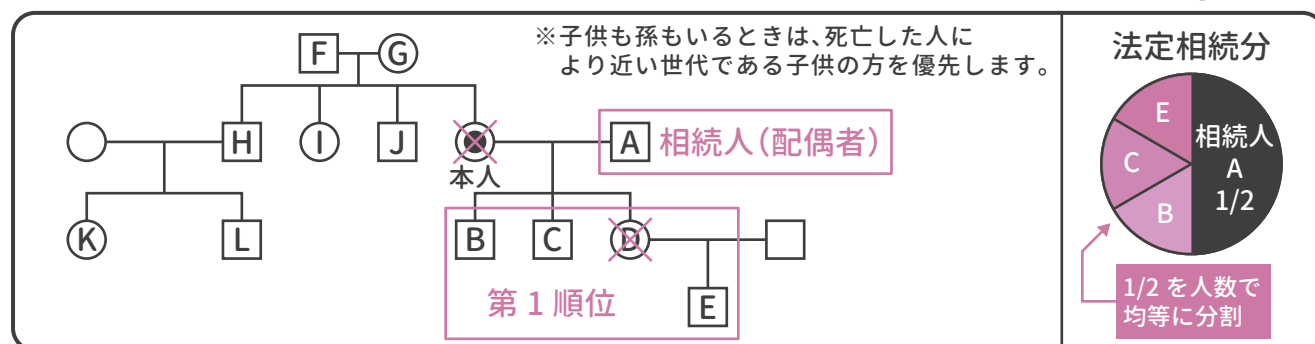 ※子供も孫もいるときは、死亡した人に
より近い世代である子供の方を優先します。
F
G
H
I
J
本人
A
相続人（配偶者）
K
L
B
C
D
第1順位
E
法定相続分
E
C
B
相続人
A
1/2
1/2を人数で
均等に分割